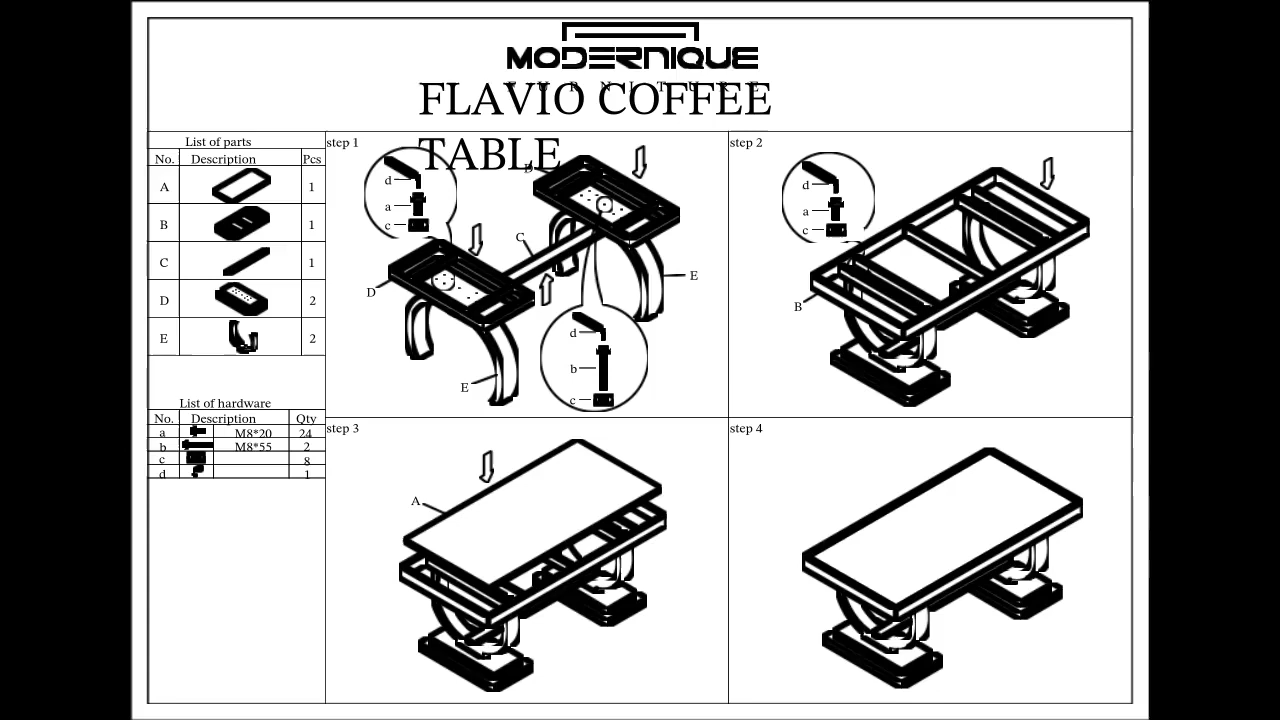 MODERNIQUE
FURNITURE
FLAVIO COFFEE
TABLE
List of parts
No. Description Pcs
A 1
B 1
C 1
D 2
E 2
List of hardware
No. Description Qty
a M8*20 24
b M8*55 2
c 8
d 1
step 1
d
a
c
D
C
E
D
E
d
b
c
step 2
d
a
c
B
step 3
A
step 4